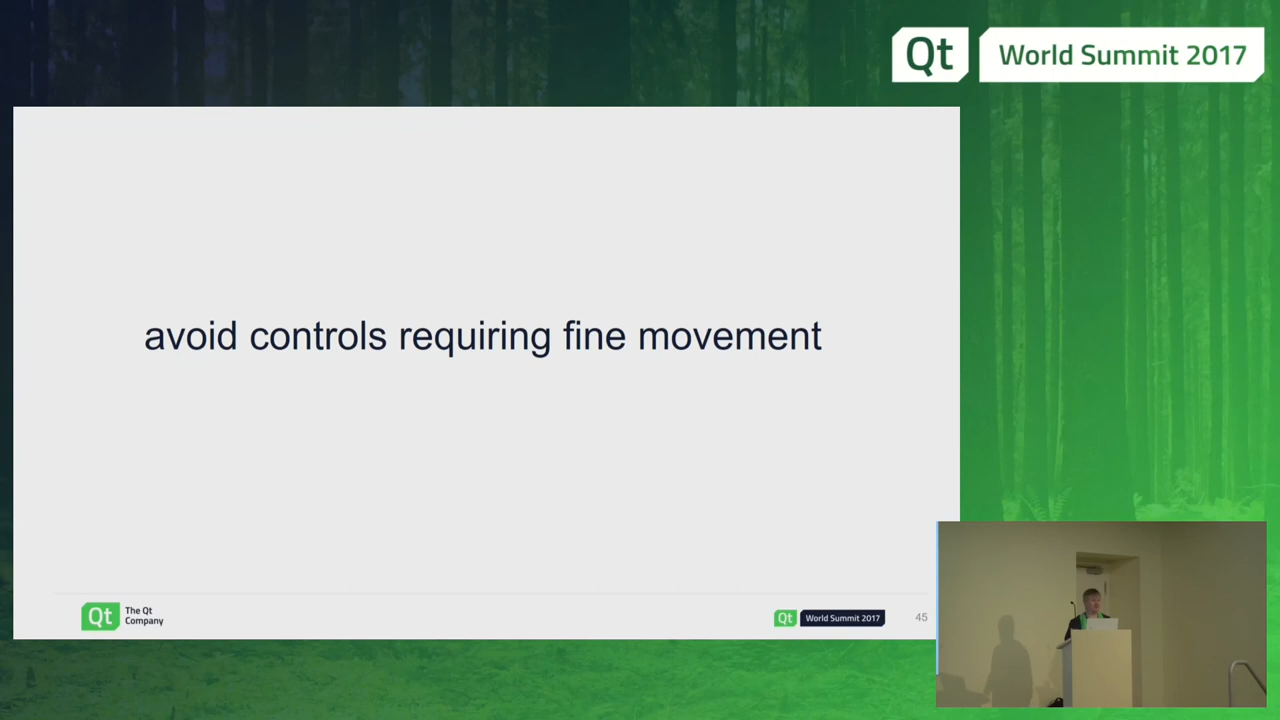 Qt World Summit 2017
avoid controls requiring fine movement
Qt The Qt
Company
Qt World Summit 2017
45